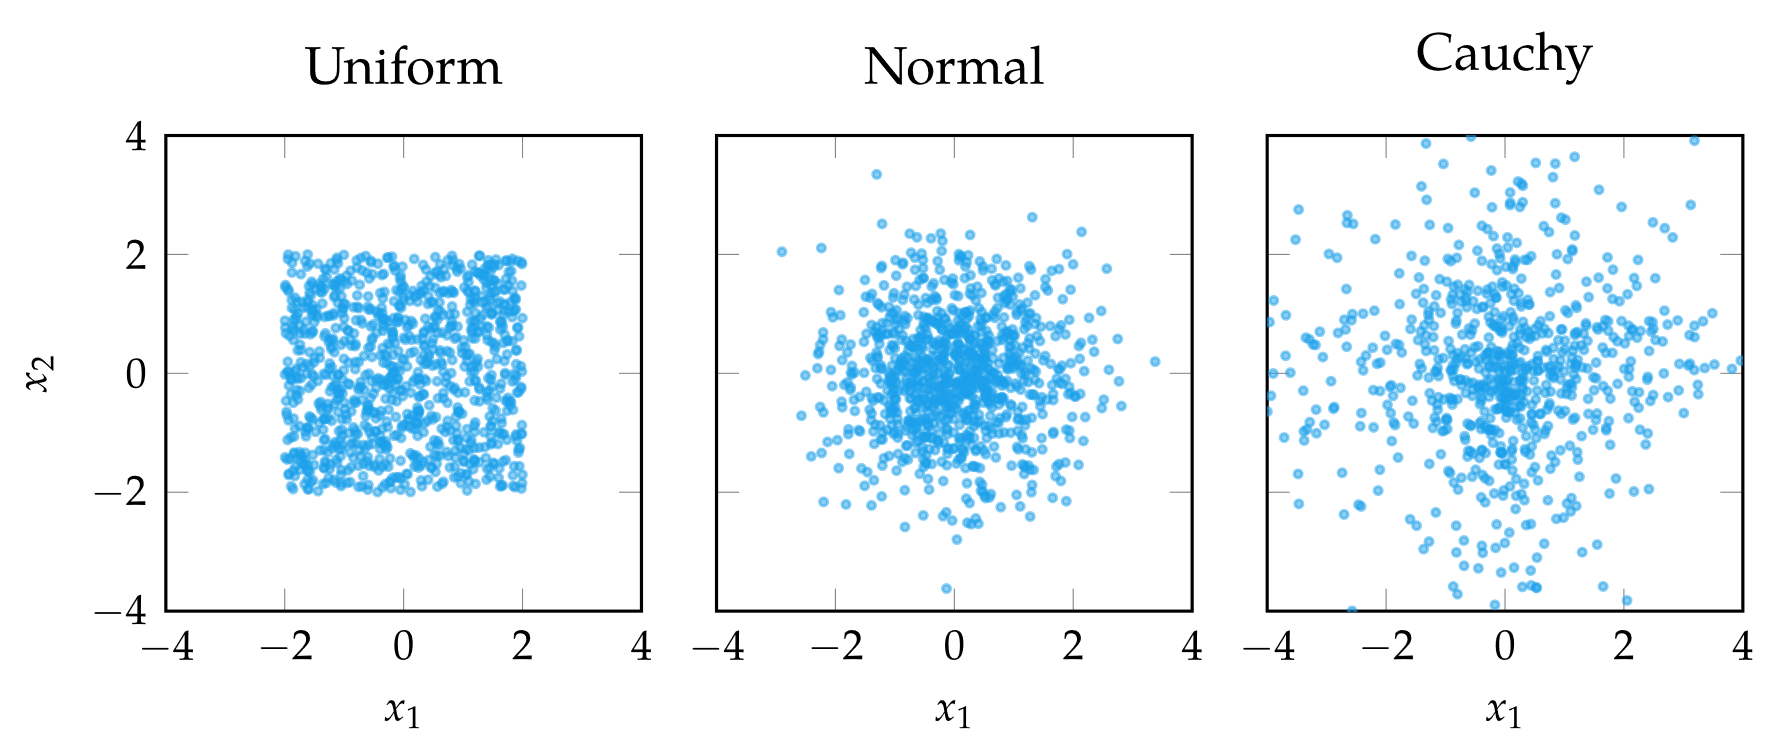 Uniform Normal Cauchy
4
2
0
−2
−4
x₂
−4 −2 0 2 4 −4 −2 0 2 4 −4 −2 0 2 4
x₁ x₁ x₁